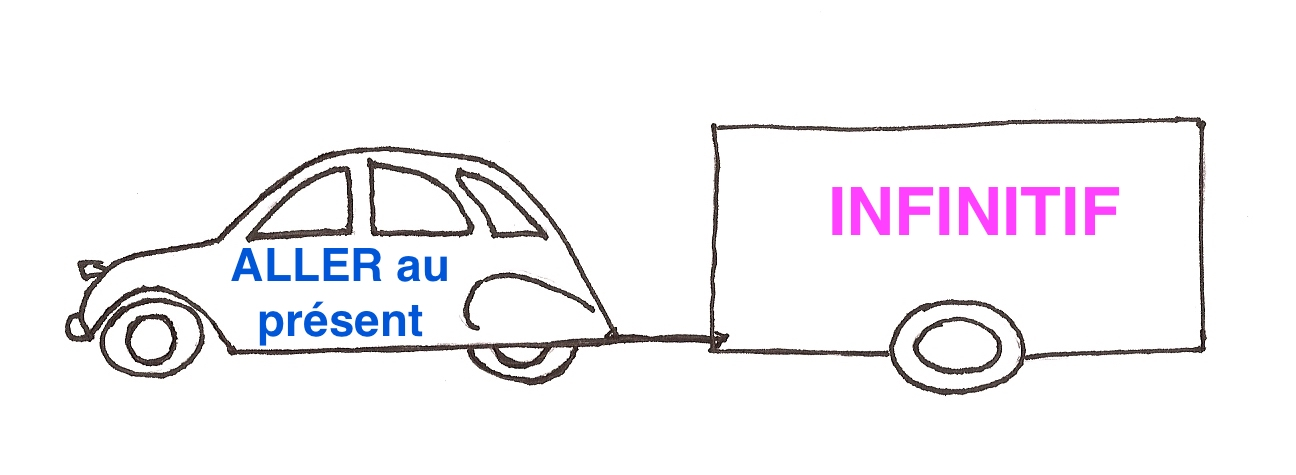 ALLER au
présent
INFINITIF